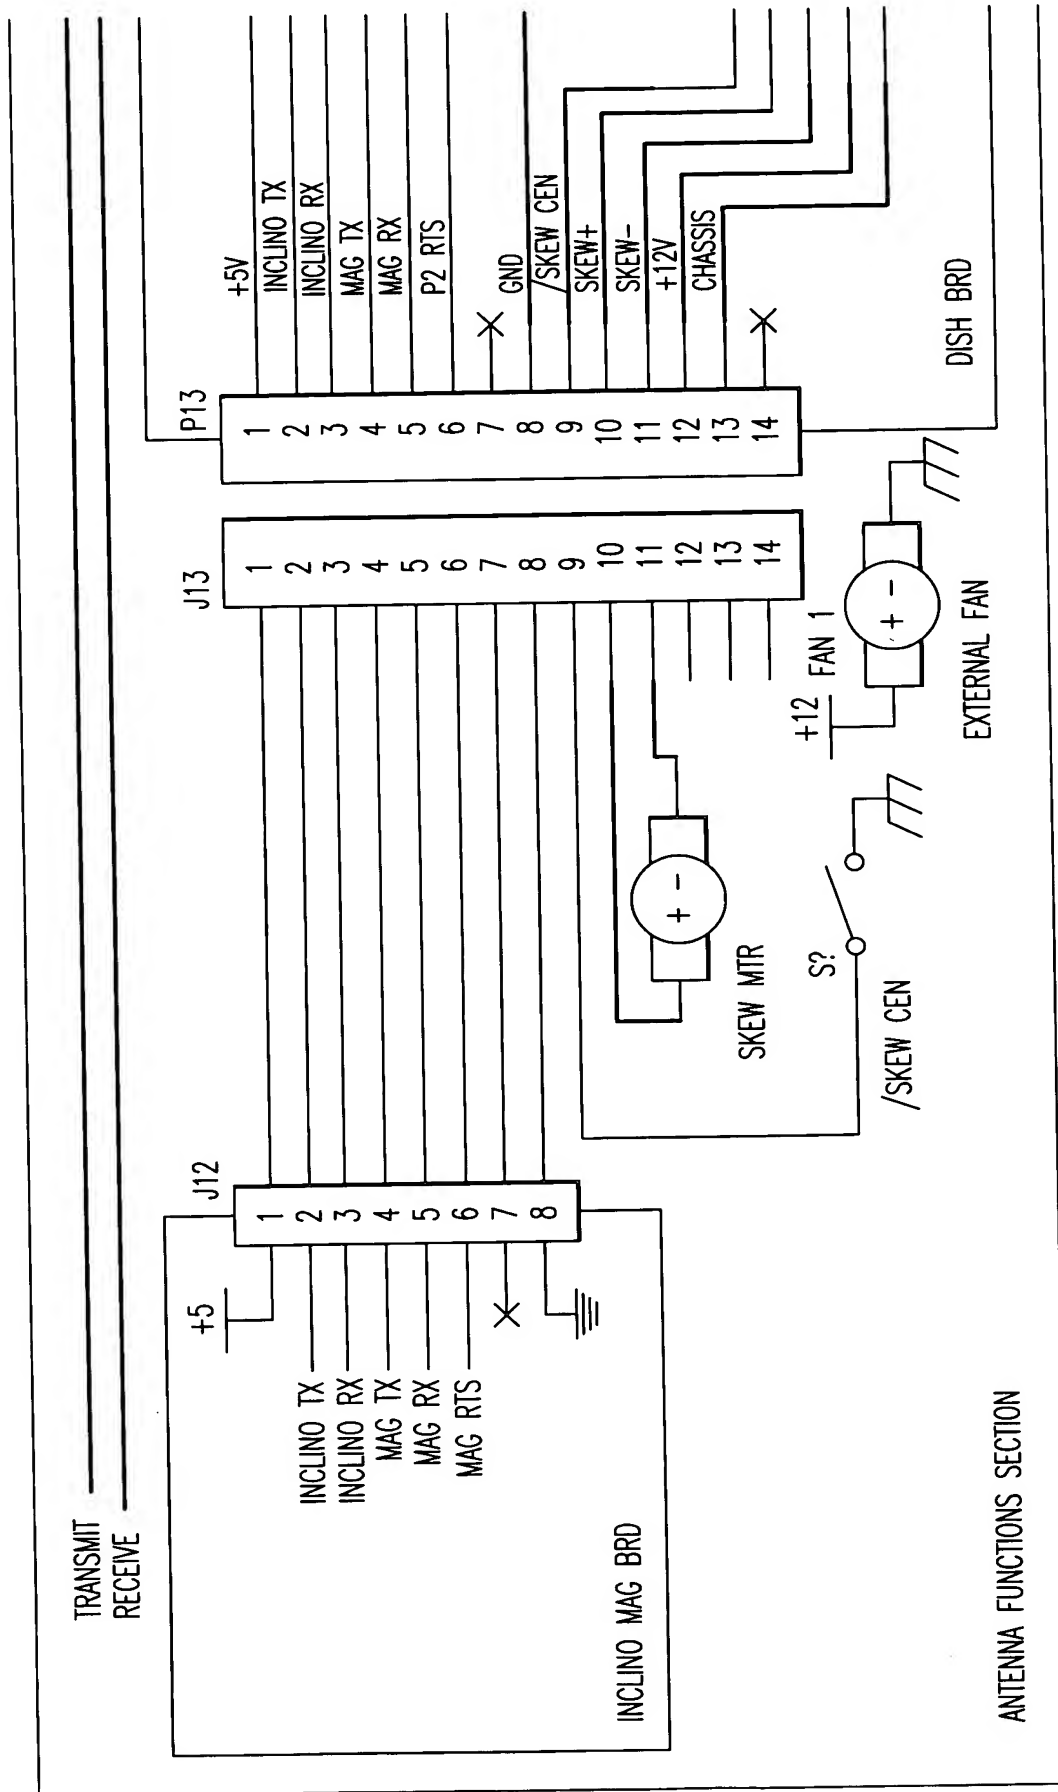 TRANSMIT
RECEIVE
INCLINO MAG BRD
+5
INCLINO TX
INCLINO RX
MAG TX
MAG RX
MAG RTS
J12
1
2
3
4
5
6
7
8
J13
1
2
3
4
5
6
7
8
9
10
11
12
13
14
P13
1
2
3
4
5
6
7
8
9
10
11
12
13
14
+5V
INCLINO TX
INCLINO RX
MAG TX
MAG RX
P2 RTS
GND
/SKEW CEN
SKEW+
SKEW-
+12V
CHASSIS
DISH BRD
SKEW MTR
+ -
S?
/SKEW CEN
+12
FAN 1
+ -
EXTERNAL FAN
ANTENNA FUNCTIONS SECTION